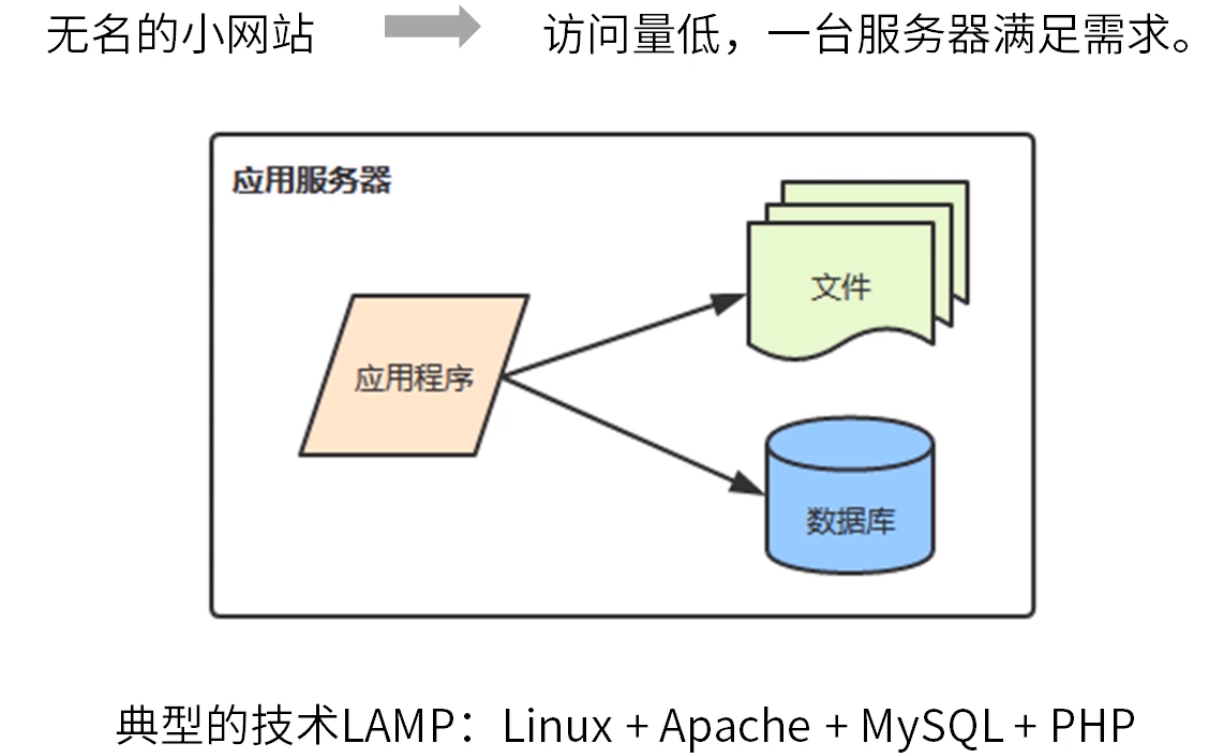 无名的小网站
访问量低，一台服务器满足需求。
应用服务器
文件
应用程序
数据库
典型的技术LAMP：Linux + Apache + MySQL + PHP